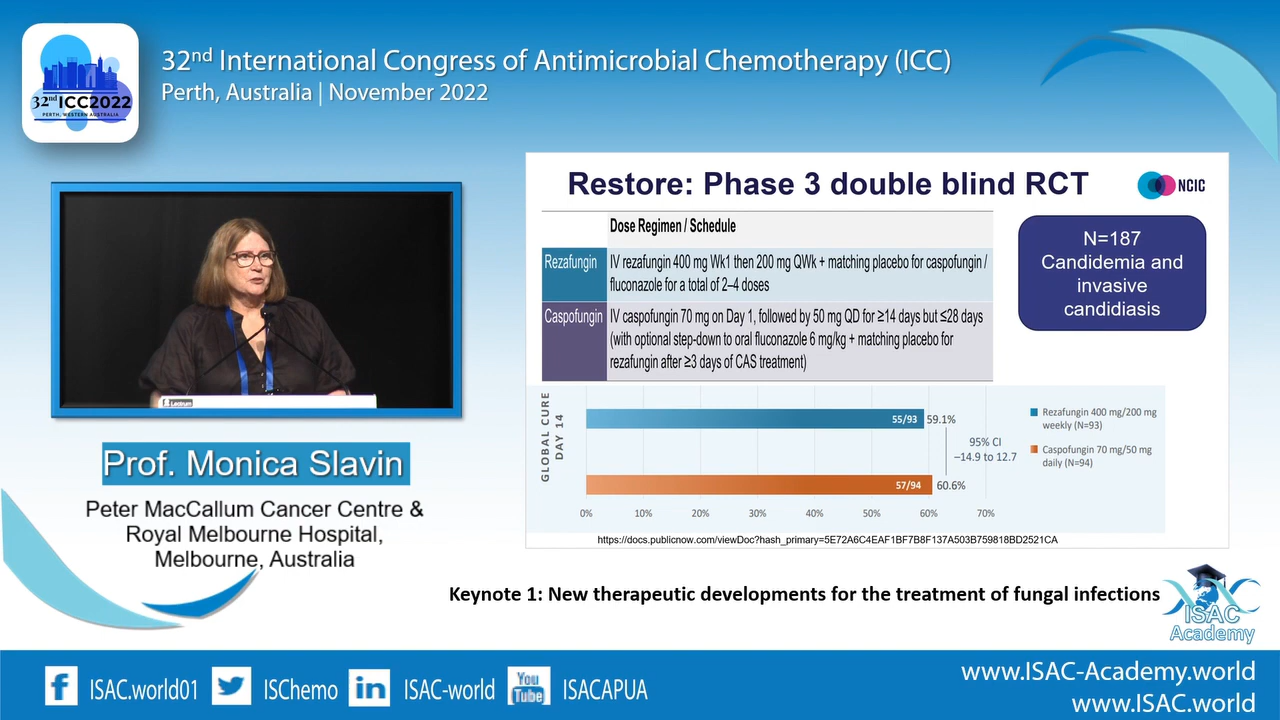 32nd International Congress of Antimicrobial Chemotherapy (ICC)
Perth, Australia | November 2022
32nd ICC2022
PERTH, WESTERN AUSTRALIA
Restore: Phase 3 double blind RCT
NCIC
Dose Regimen / Schedule
Rezafungin
IV rezafungin 400 mg Wk1 then 200 mg QWk + matching placebo for caspofungin /
fluconazole for a total of 2–4 doses
Caspofungin
IV caspofungin 70 mg on Day 1, followed by 50 mg QD for ≥14 days but ≤28 days
(with optional step-down to oral fluconazole 6 mg/kg + matching placebo for
rezafungin after ≥3 days of CAS treatment)
N=187
Candidemia and
invasive
candidiasis
GLOBAL CURE
DAY 14
55/93
59.1%
57/94
60.6%
95% CI
–14.9 to 12.7
0% 10% 20% 30% 40% 50% 60% 70%
Rezafungin 400 mg/200 mg
weekly (N=93)
Caspofungin 70 mg/50 mg
daily (N=94)
https://docs.publicnow.com/viewDoc?hash_primary=5E72A6C4EAF1BF7B8F137A503B759818BD2521CA
Lectrum
Prof. Monica Slavin
Peter MacCallum Cancer Centre &
Royal Melbourne Hospital,
Melbourne, Australia
Keynote 1: New therapeutic developments for the treatment of fungal infections
ISAC
Academy
f ISAC.world01
ISChemo
in ISAC-world
You
Tube
ISACAPUA
www.ISAC-Academy.world
www.ISAC.world